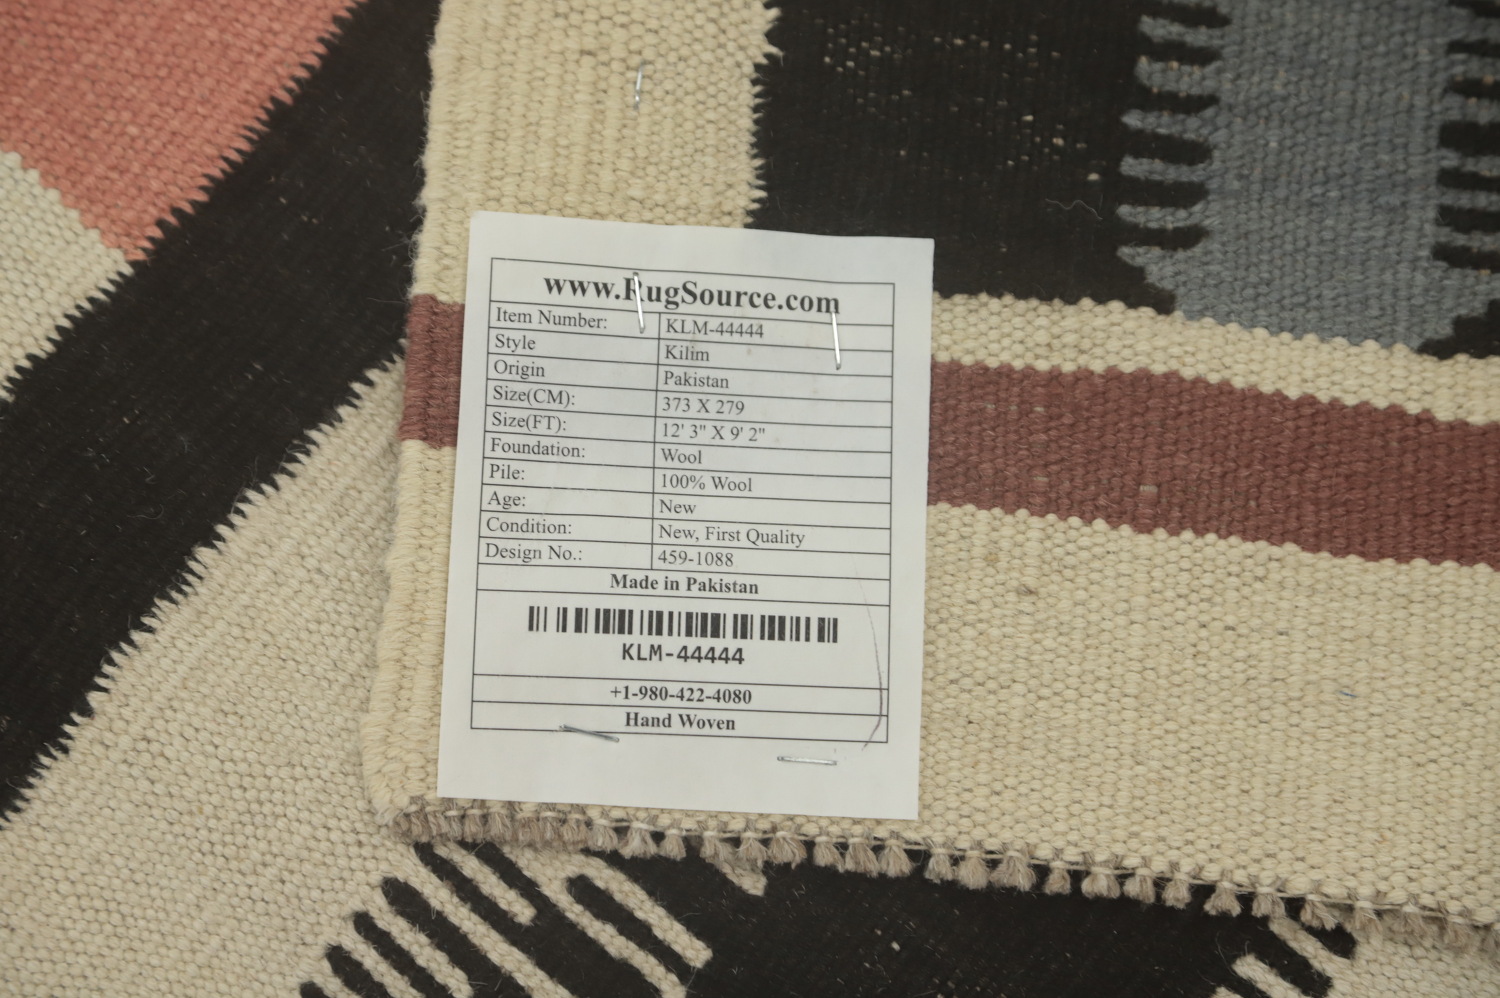 www.RugSource.com
Item Number: KLM-44444
Style Kilim
Origin Pakistan
Size(CM): 373 X 279
Size(FT): 12' 3" X 9' 2"
Foundation: Wool
Pile: 100% Wool
Age: New
Condition: New, First Quality
Design No.: 459-1088
Made in Pakistan
KLM-44444
+1-980-422-4080
Hand Woven